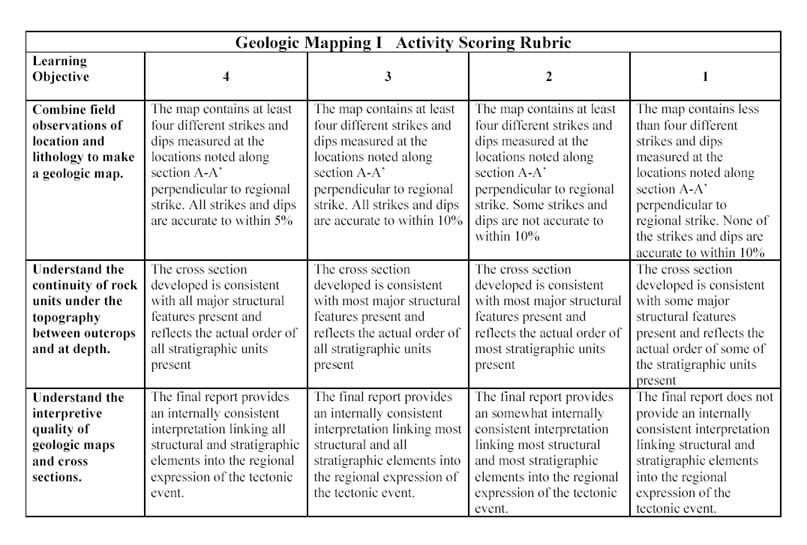 Geologic Mapping I   Activity Scoring Rubric
Learning
Objective
4
3
2
1
Combine field
observations of
location and
lithology to make
a geologic map.
The map contains at least
four different strikes and
dips measured at the
locations noted along
section A-A’
perpendicular to regional
strike. All strikes and dips
are accurate to within 5%
The map contains at least
four different strikes and
dips measured at the
locations noted along
section A-A’
perpendicular to regional
strike. All strikes and dips
are accurate to within 10%
The map contains at least
four different strikes and
dips measured at the
locations noted along
section A-A’
perpendicular to regional
strike. Some strikes and
dips are not accurate to
within 10%
The map contains less
than four different
strikes and dips
measured at the
locations noted along
section A-A’
perpendicular to
regional strike. None of
the strikes and dips are
accurate to within 10%
Understand the
continuity of rock
units under the
topography
between outcrops
and at depth.
The cross section
developed is consistent
with all major structural
features present and
reflects the actual order of
all stratigraphic units
present
The cross section
developed is consistent
with most major structural
features present and
reflects the actual order of
all stratigraphic units
present
The cross section
developed is consistent
with most major structural
features present and
reflects the actual order of
most stratigraphic units
present
The cross section
developed is consistent
with some major
structural features
present and reflects the
actual order of some of
the stratigraphic units
present
Understand the
interpretive
quality of
geologic maps
and cross
sections.
The final report provides
an internally consistent
interpretation linking all
structural and stratigraphic
elements into the regional
expression of the tectonic
event.
The final report provides
an internally consistent
interpretation linking most
structural and all
stratigraphic elements into
the regional expression of
the tectonic event.
The final report provides
an somewhat internally
consistent interpretation
linking most structural
and most stratigraphic
elements into the regional
expression of the tectonic
event.
The final report does not
provide an internally
consistent interpretation
linking structural and
stratigraphic elements
into the regional
expression of the
tectonic event.